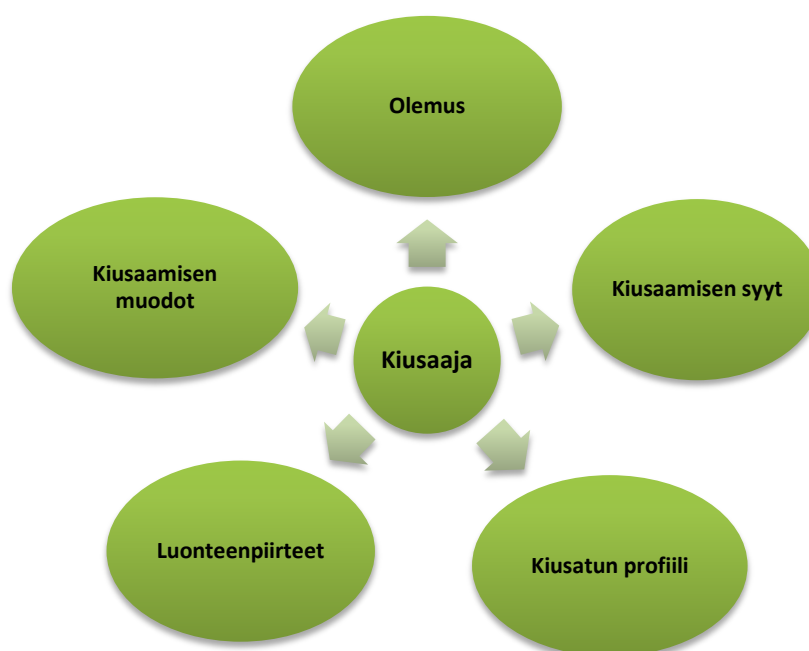 Olemus
Kiusaamisen
muodot
Kiusaamisen syyt
Kiusaaja
Luonteenpiirteet
Kiusatun profiili